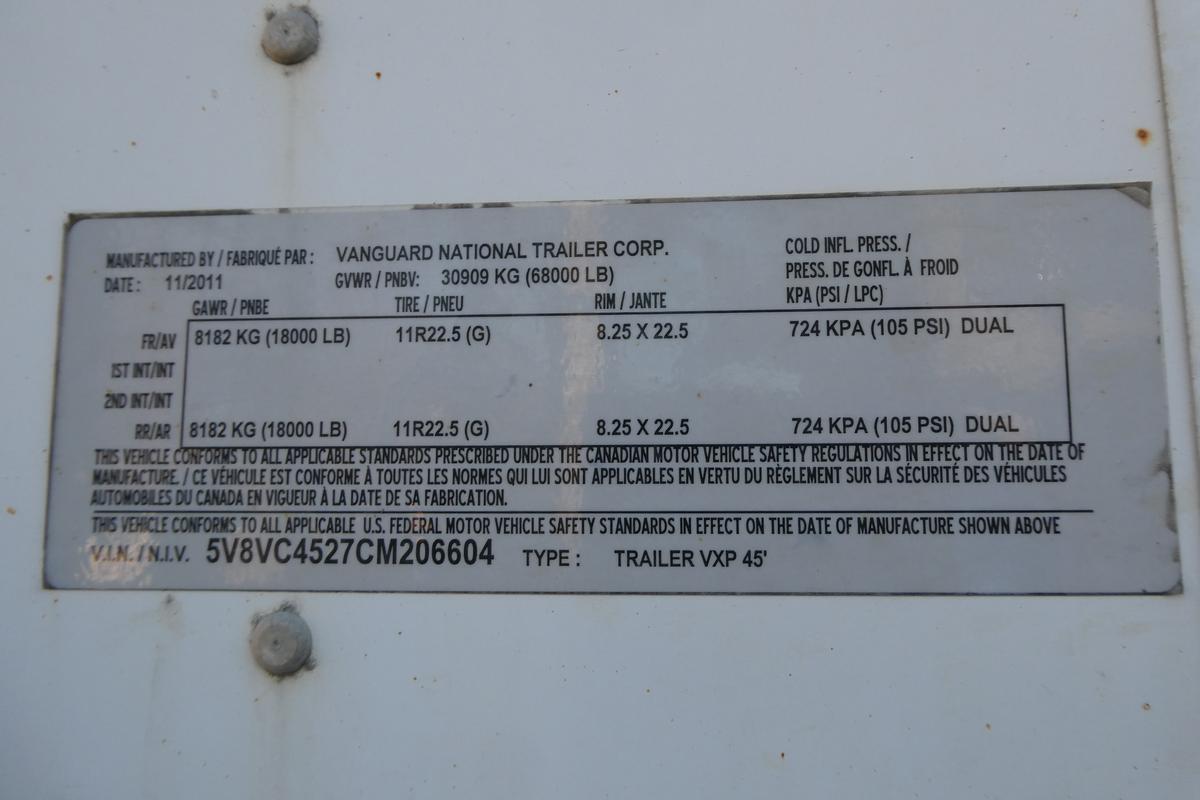 MANUFACTURED BY / FABRIQUÉ PAR : VANGUARD NATIONAL TRAILER CORP. COLD INFL. PRESS. /
DATE : 11/2011 GVWR / PNBV: 30909 KG (68000 LB) PRESS. DE GONFL. À FROID
GAWR / PNBE TIRE / PNEU RIM / JANTE KPA (PSI / LPC)
FR/AV 8182 KG (18000 LB) 11R22.5 (G) 8.25 X 22.5 724 KPA (105 PSI) DUAL
1ST INT/INT
2ND INT/INT
RR/AR 8182 KG (18000 LB) 11R22.5 (G) 8.25 X 22.5 724 KPA (105 PSI) DUAL
THIS VEHICLE CONFORMS TO ALL APPLICABLE STANDARDS PRESCRIBED UNDER THE CANADIAN MOTOR VEHICLE SAFETY REGULATIONS IN EFFECT ON THE DATE OF
MANUFACTURE. / CE VÉHICULE EST CONFORME À TOUTES LES NORMES QUI LUI SONT APPLICABLES EN VERTU DU RÈGLEMENT SUR LA SÉCURITÉ DES VÉHICULES
AUTOMOBILES DU CANADA EN VIGUEUR À LA DATE DE SA FABRICATION.
THIS VEHICLE CONFORMS TO ALL APPLICABLE U.S. FEDERAL MOTOR VEHICLE SAFETY STANDARDS IN EFFECT ON THE DATE OF MANUFACTURE SHOWN ABOVE
V.I.N. / N.I.V. 5V8VC4527CM206604 TYPE : TRAILER VXP 45'